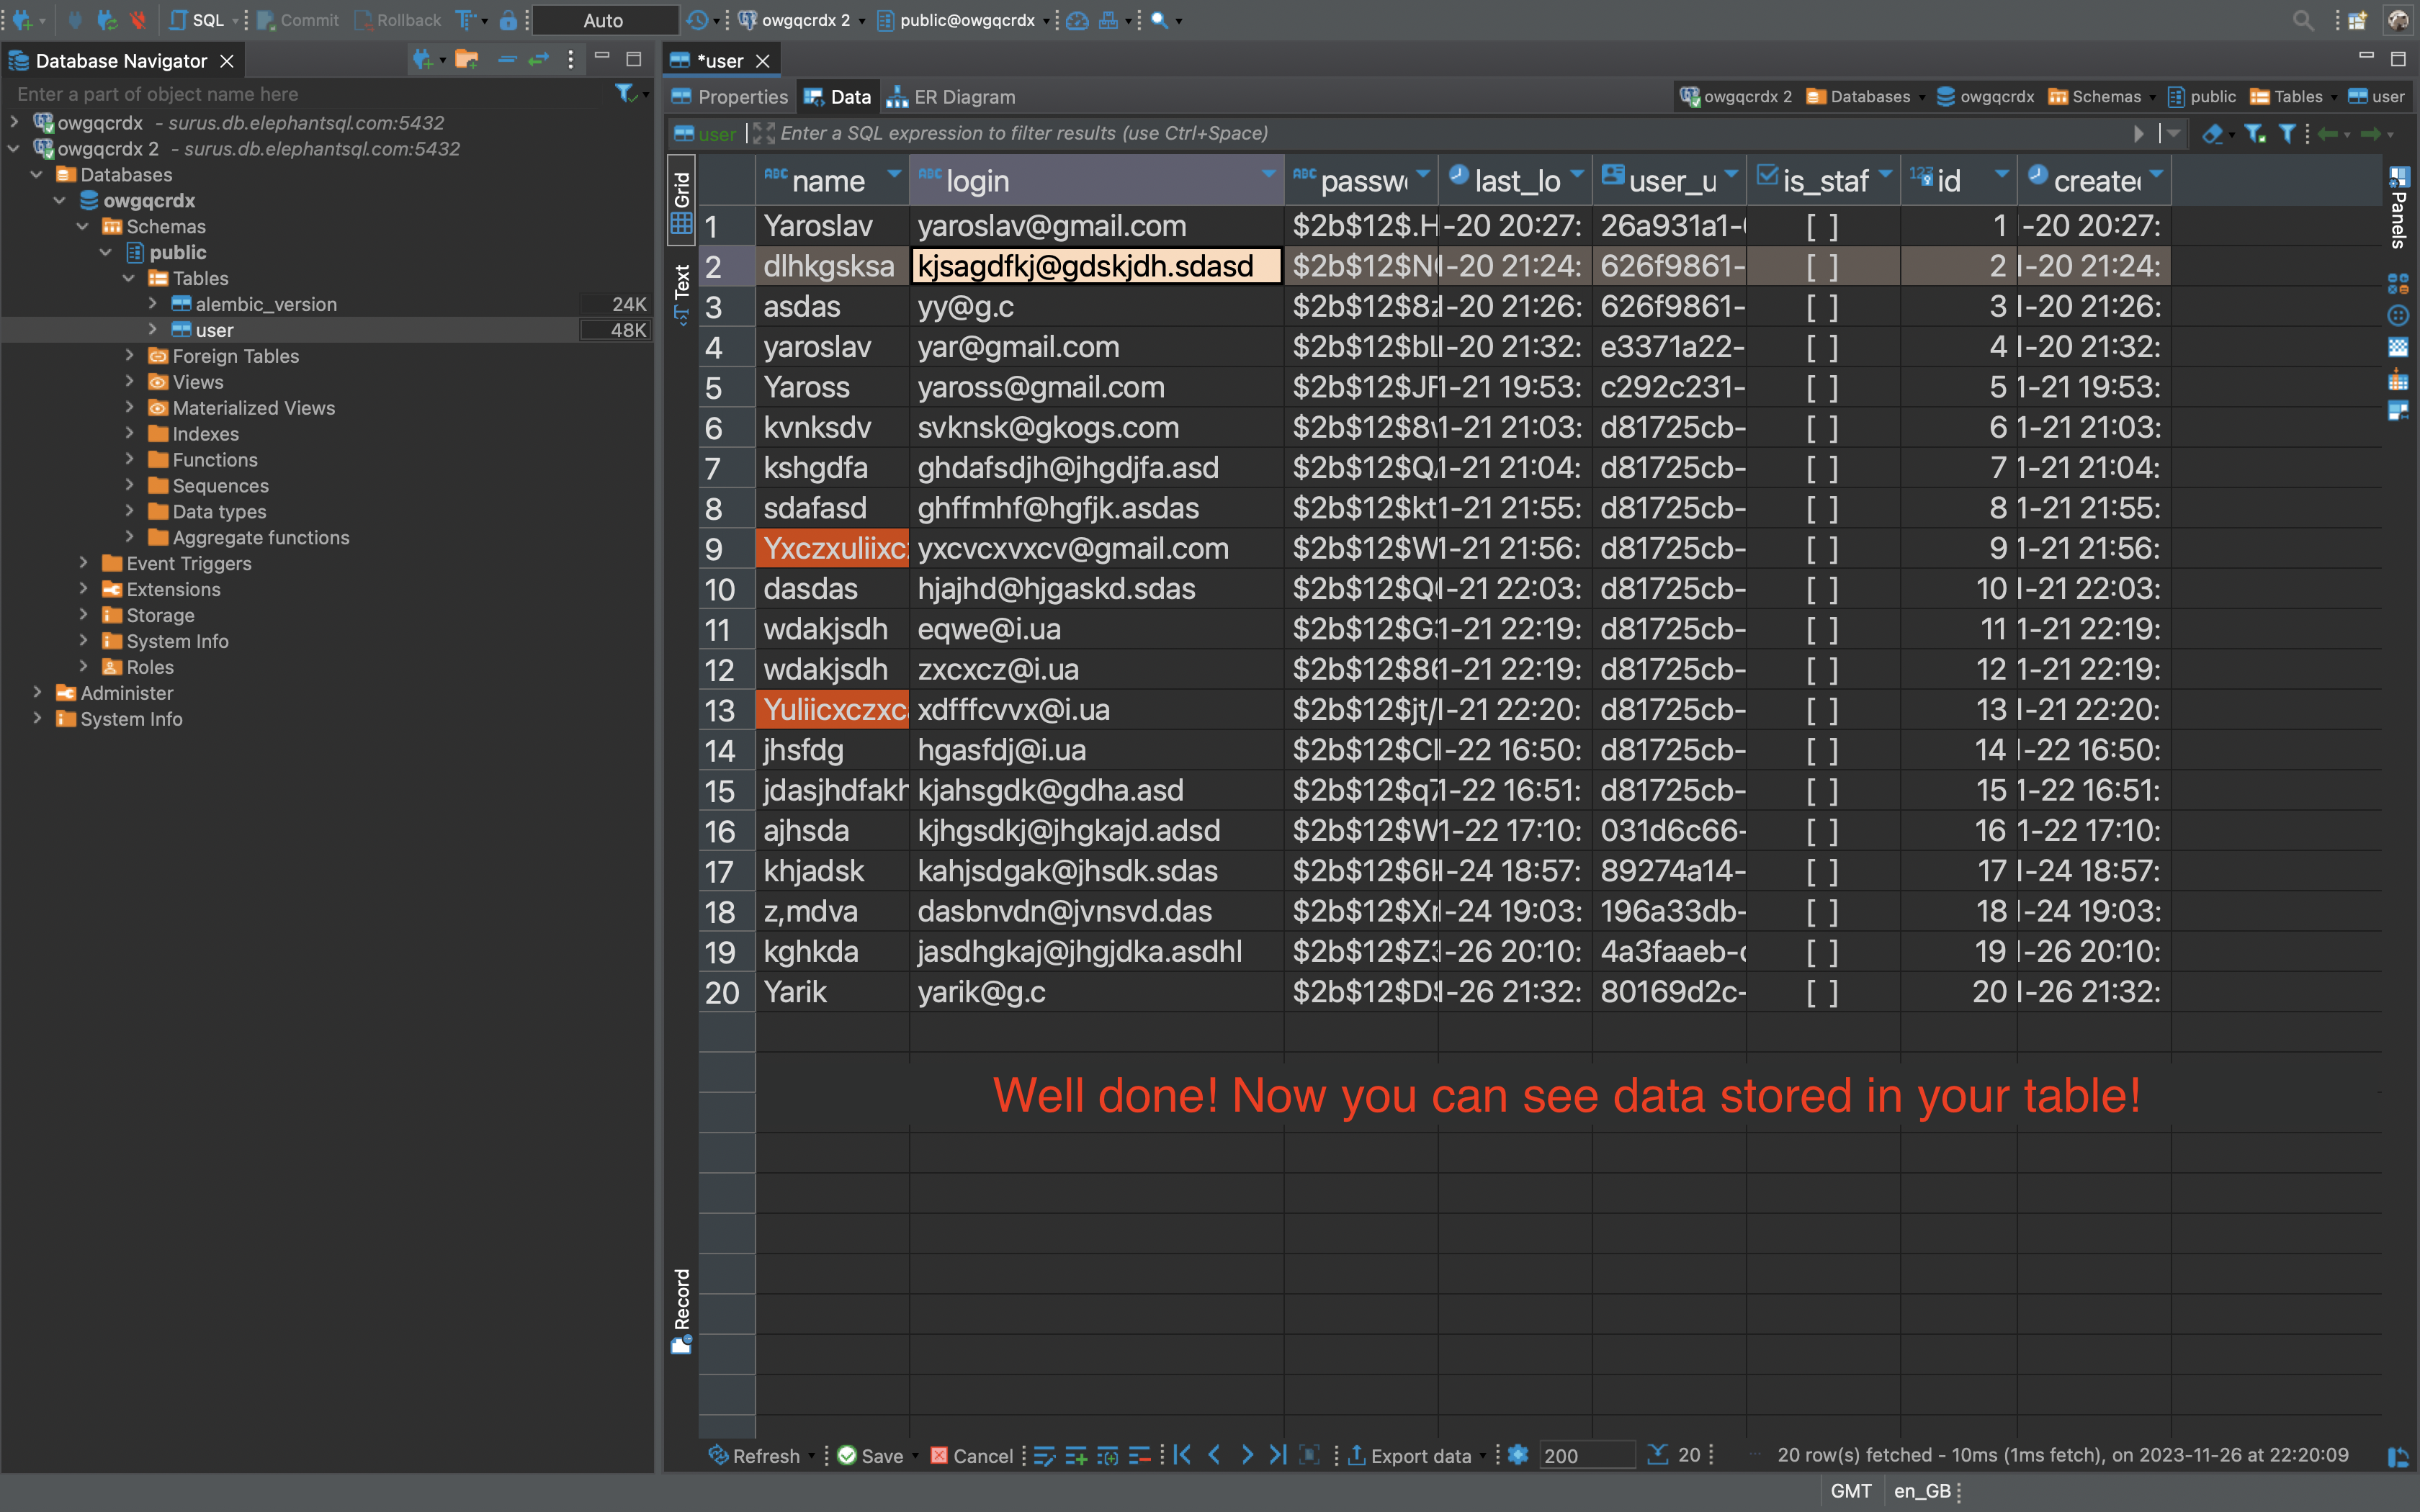 SQL Commit Rollback Auto owgqcrdx 2 public@owgqcrdx
Database Navigator
*user
Enter a part of object name here
Properties Data ER Diagram
owgqcrdx 2 Databases owgqcrdx Schemas public Tables user
user Enter a SQL expression to filter results (use Ctrl+Space)
owgqcrdx - surus.db.elephantsql.com:5432
owgqcrdx 2 - surus.db.elephantsql.com:5432
Databases
owgqcrdx
Schemas
public
Tables
alembic_version 24K
user 48K
Foreign Tables
Views
Materialized Views
Indexes
Functions
Sequences
Data types
Aggregate functions
Event Triggers
Extensions
Storage
System Info
Roles
Administer
System Info
Grid
Text
Record
Panels
name login passw last_lo user_u is_staf id create
1 Yaroslav yaroslav@gmail.com $2b$12$.H -20 20:27: 26a931a1- [ ] 1 -20 20:27:
2 dlhkgsksa kjsagdfkj@gdskjdh.sdasd $2b$12$N -20 21:24: 626f9861- [ ] 2 -20 21:24:
3 asdas yy@g.c $2b$12$8 -20 21:26: 626f9861- [ ] 3 -20 21:26:
4 yaroslav yar@gmail.com $2b$12$b -20 21:32: e3371a22- [ ] 4 -20 21:32:
5 Yaross yaross@gmail.com $2b$12$JF 1-21 19:53: c292c231- [ ] 5 1-21 19:53:
6 kvnksdv svknsk@gkogs.com $2b$12$8 1-21 21:03: d81725cb- [ ] 6 1-21 21:03:
7 kshgdfa ghdafsdjh@jhgdjfa.asd $2b$12$Q 1-21 21:04: d81725cb- [ ] 7 1-21 21:04:
8 sdafasd ghffmhf@hgfjk.asdas $2b$12$kt 1-21 21:55: d81725cb- [ ] 8 1-21 21:55:
9 Yxczxuliixc yxcvcxvxcv@gmail.com $2b$12$W 1-21 21:56: d81725cb- [ ] 9 1-21 21:56:
10 dasdas hjajhd@hjgaskd.sdas $2b$12$Q 1-21 22:03: d81725cb- [ ] 10 1-21 22:03:
11 wdakjsdh eqwe@i.ua $2b$12$G 1-21 22:19: d81725cb- [ ] 11 1-21 22:19:
12 wdakjsdh zxcxcz@i.ua $2b$12$8 1-21 22:19: d81725cb- [ ] 12 1-21 22:19:
13 Yuliicxczxc xdfffcvvx@i.ua $2b$12$jt/ 1-21 22:20: d81725cb- [ ] 13 1-21 22:20:
14 jhsfdg hgasfdj@i.ua $2b$12$C 1-22 16:50: d81725cb- [ ] 14 1-22 16:50:
15 jdasjhdfakh kjahsgdk@gdha.asd $2b$12$q7 1-22 16:51: d81725cb- [ ] 15 1-22 16:51:
16 ajhsda kjhgsdkj@jhgkajd.adsd $2b$12$W 1-22 17:10: 031d6c66- [ ] 16 1-22 17:10:
17 khjadsk kahjsdgak@jhsdk.sdas $2b$12$6 -24 18:57: 89274a14- [ ] 17 -24 18:57:
18 z,mdva dasbnvdn@jvnsvd.das $2b$12$X -24 19:03: 196a33db- [ ] 18 -24 19:03:
19 kghkda jasdhgkaj@jhgjdka.asdhl $2b$12$Z -26 20:10: 4a3faaeb- [ ] 19 -26 20:10:
20 Yarik yarik@g.c $2b$12$D -26 21:32: 80169d2c- [ ] 20 -26 21:32:
Well done! Now you can see data stored in your table!
Refresh Save Cancel Export data 200 20 20 row(s) fetched - 10ms (1ms fetch), on 2023-11-26 at 22:20:09
GMT en_GB